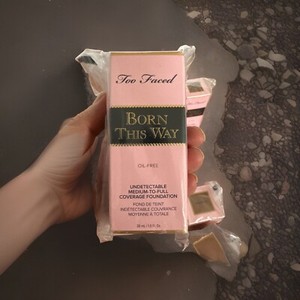 Too Faced
BORN
THIS WAY
OIL-FREE
UNDETECTABLE
MEDIUM-TO-FULL
COVERAGE FOUNDATION
FOND DE TEINT
INDÉTECTABLE COUVRANCE
MOYENNE À TOTALE